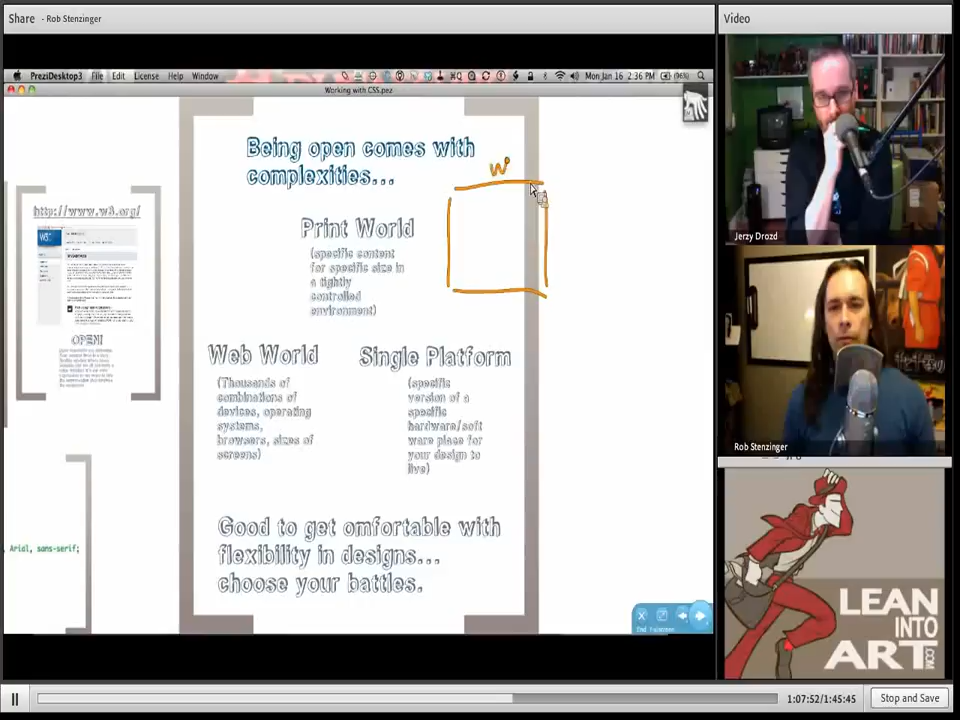 Share - Rob Stenzinger
Video
PreziDesktop3 File Edit License Help Window
Mon Jan 16 2:36 PM (96%)
Working with CSS.pez
Being open comes with
complexities...
w
http://www.w3.org/
W3C
Print World
(specific content
for specific size in
a tightly
controlled
environment)
Jerzy Drozd
OPEN!
Web World
Single Platform
(Thousands of
combinations of
devices, operating
systems,
browsers, sizes of
screens)
(specific
version of a
specific
hardware/soft
ware place for
your design to
live)
Rob Stenzinger
Arial, sans-serif;
Good to get omfortable with
flexibility in designs...
choose your battles.
End Fullscreen
LEAN
INTO
ART.COM
1:07:52/1:45:45
Stop and Save